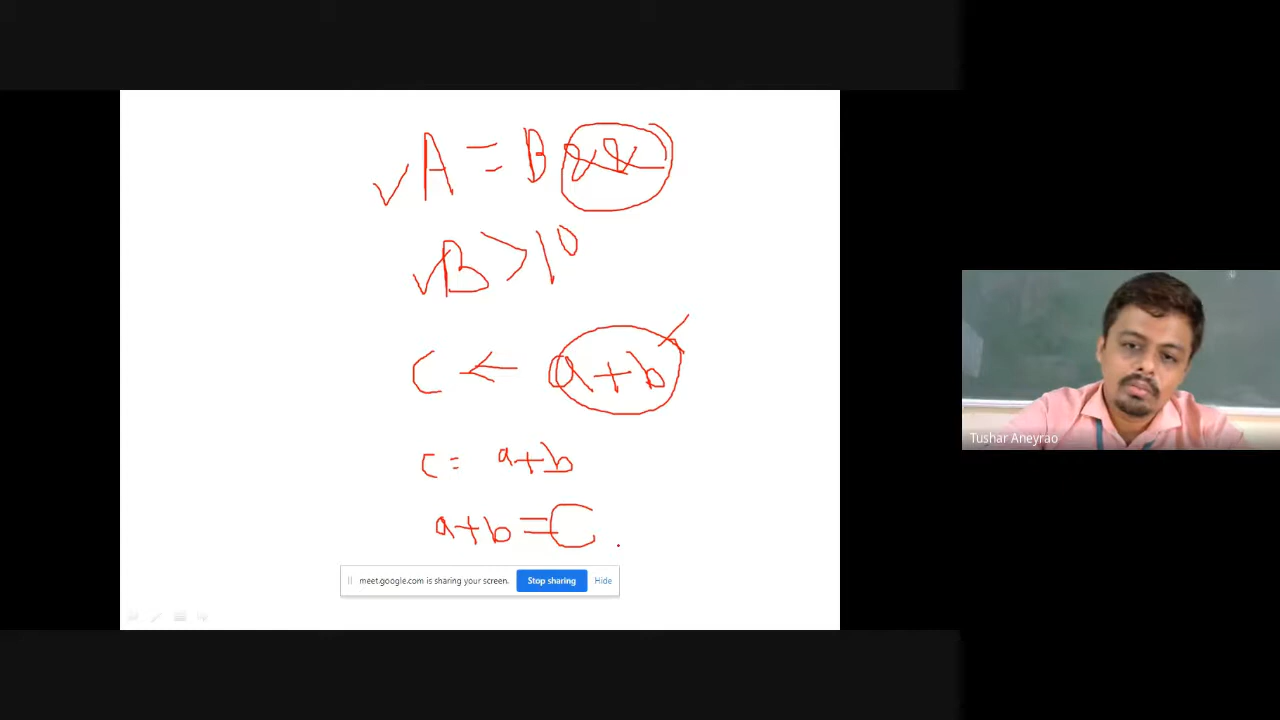 A = B &&
B > 10
C ← a+b
c = a+b
a+b = C
meet.google.com is sharing your screen. Stop sharing Hide
Tushar Aneyrao